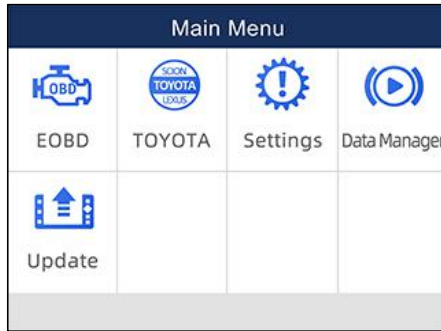 Main Menu
OBD
SCION
TOYOTA
LEXUS
EOBD
TOYOTA
Settings
Data Manager
Update